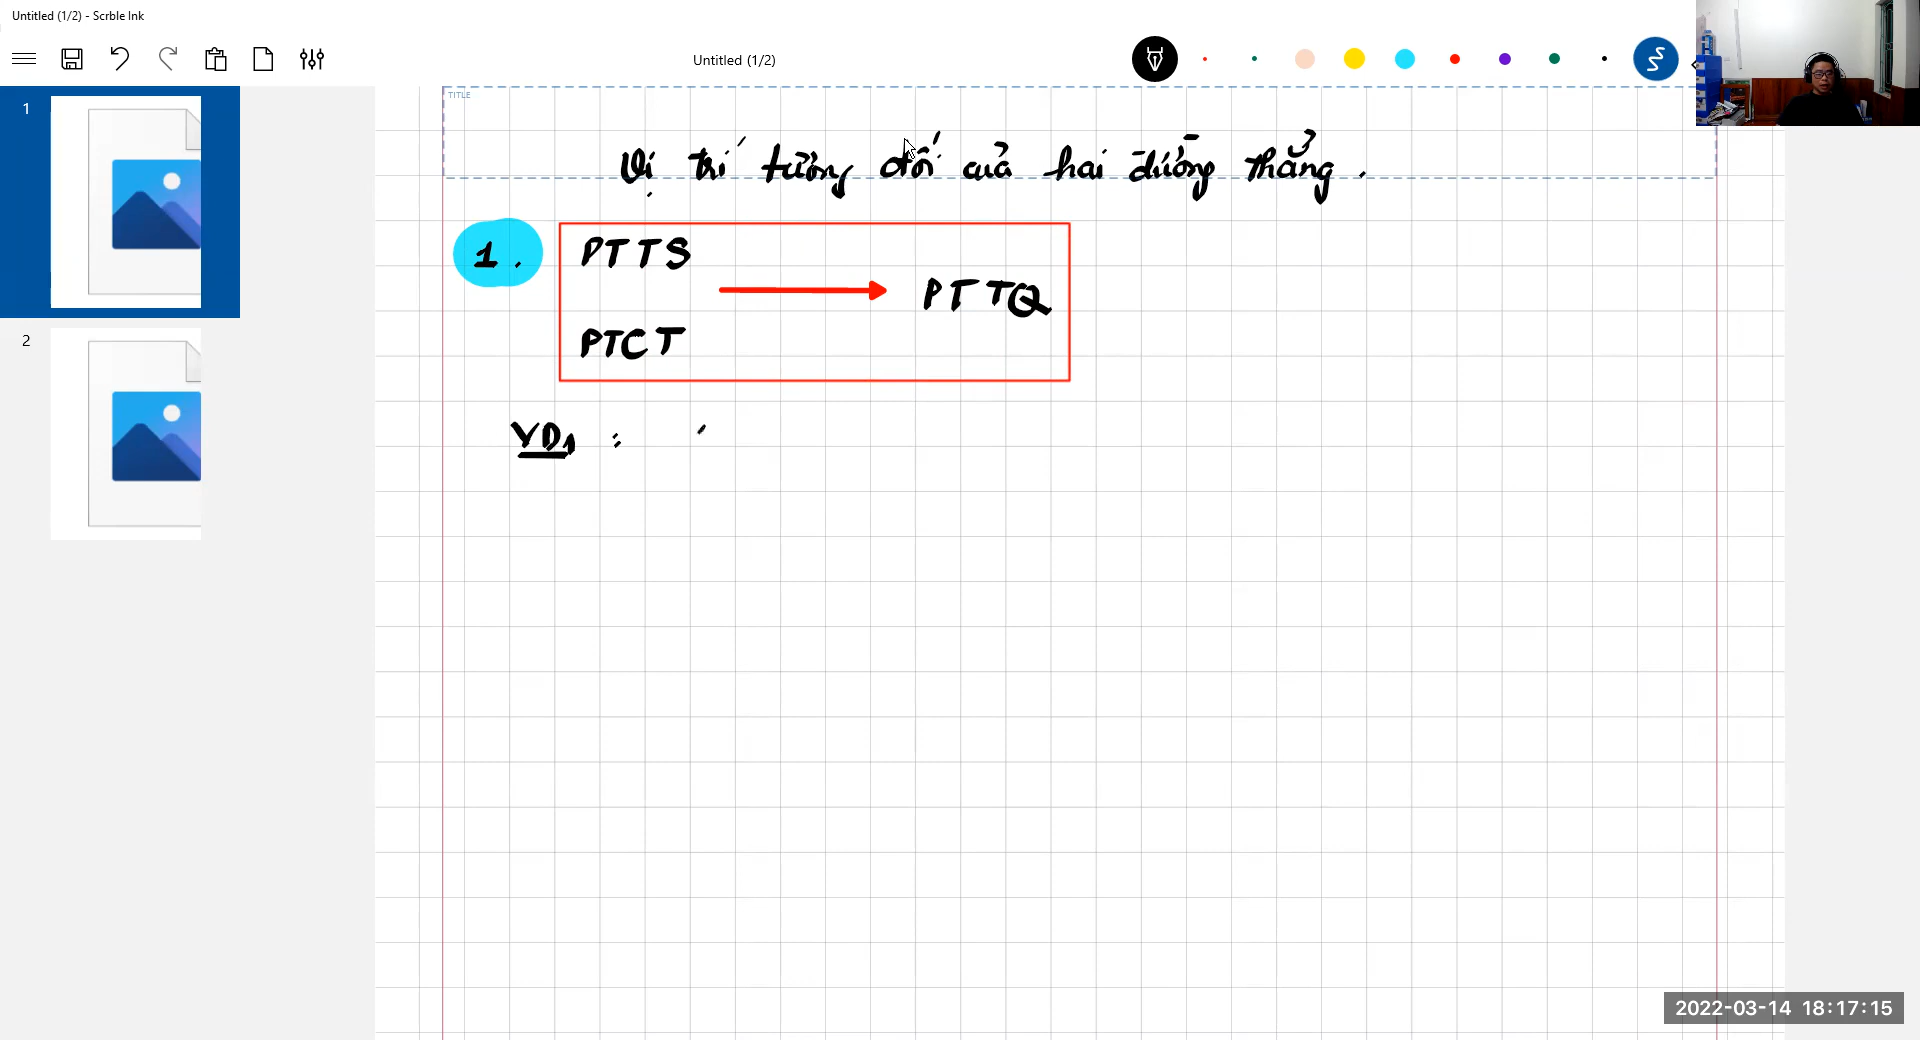 Untitled (1/2) - Scrble Ink
Untitled (1/2)
1
2
TITLE
Vị trí tương đối của hai đường thẳng.
1.
PTTS
PTTQ
PTCT
VD1 :
2022-03-14 18:17:15